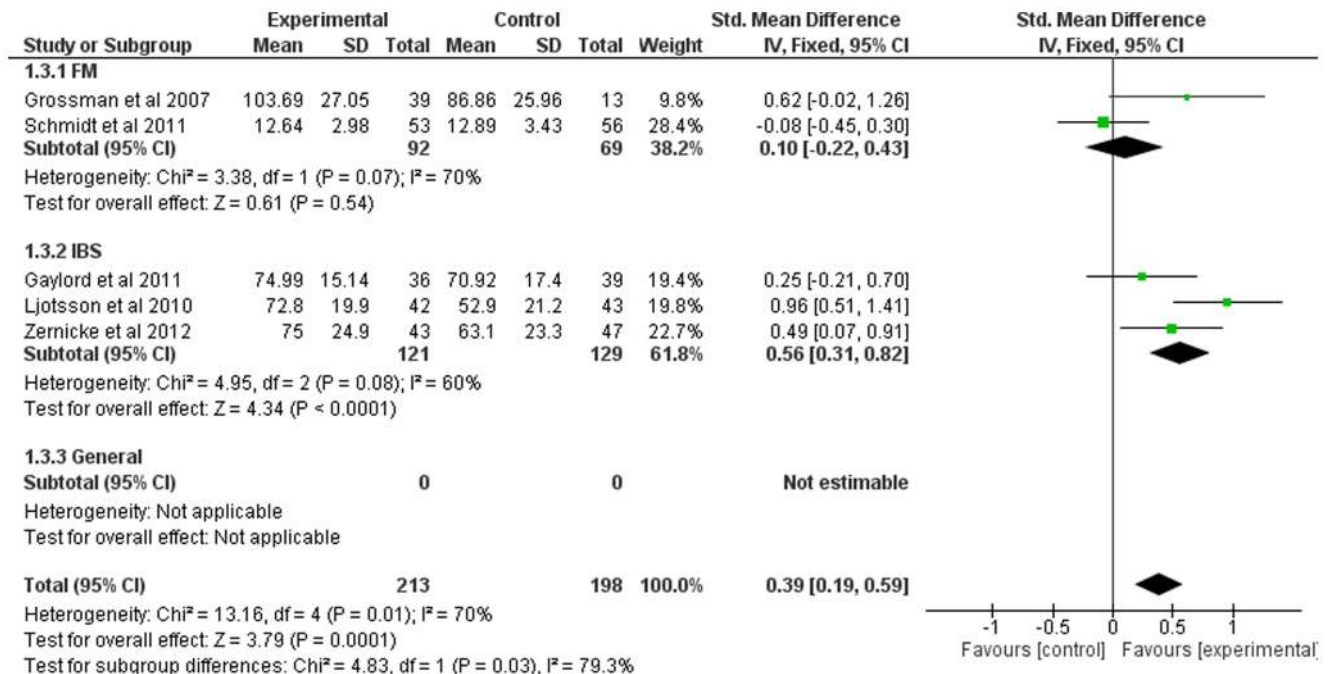 Experimental Control Std. Mean Difference Std. Mean Difference
Study or Subgroup Mean SD Total Mean SD Total Weight IV, Fixed, 95% CI IV, Fixed, 95% CI
1.3.1 FM
Grossman et al 2007 103.69 27.05 39 86.86 25.96 13 9.8% 0.62 [-0.02, 1.26]
Schmidt et al 2011 12.64 2.98 53 12.89 3.43 56 28.4% -0.08 [-0.45, 0.30]
Subtotal (95% CI) 92 69 38.2% 0.10 [-0.22, 0.43]
Heterogeneity: Chi² = 3.38, df = 1 (P = 0.07); I² = 70%
Test for overall effect: Z = 0.61 (P = 0.54)
1.3.2 IBS
Gaylord et al 2011 74.99 15.14 36 70.92 17.4 39 19.4% 0.25 [-0.21, 0.70]
Ljotsson et al 2010 72.8 19.9 42 52.9 21.2 43 19.8% 0.96 [0.51, 1.41]
Zernicke et al 2012 75 24.9 43 63.1 23.3 47 22.7% 0.49 [0.07, 0.91]
Subtotal (95% CI) 121 129 61.8% 0.56 [0.31, 0.82]
Heterogeneity: Chi² = 4.95, df = 2 (P = 0.08); I² = 60%
Test for overall effect: Z = 4.34 (P < 0.0001)
1.3.3 General
Subtotal (95% CI) 0 0 Not estimable
Heterogeneity: Not applicable
Test for overall effect: Not applicable
Total (95% CI) 213 198 100.0% 0.39 [0.19, 0.59]
Heterogeneity: Chi² = 13.16, df = 4 (P = 0.01); I² = 70%
Test for overall effect: Z = 3.79 (P = 0.0001)
Test for subgroup differences: Chi² = 4.83, df = 1 (P = 0.03), I² = 79.3%
-1 -0.5 0 0.5 1
Favours [control] Favours [experimental]